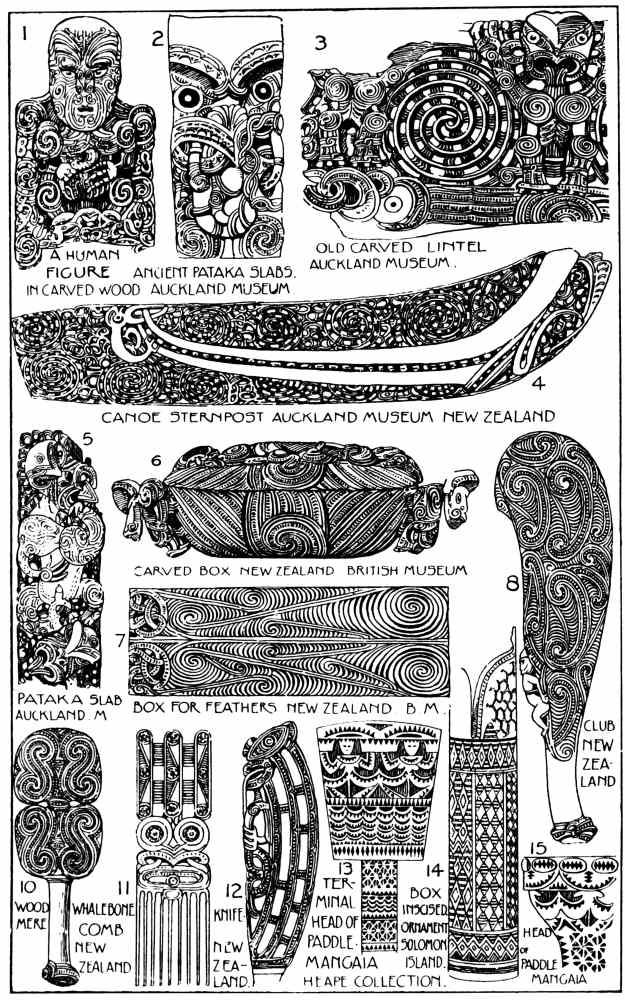 1
2
3
A HUMAN
FIGURE
IN CARVED WOOD
ANCIENT PATAKA SLABS.
AUCKLAND MUSEUM
OLD CARVED LINTEL
AUCKLAND MUSEUM.
4
CANOE STERNPOST AUCKLAND MUSEUM NEW ZEALAND
5
6
CARVED BOX NEW ZEALAND BRITISH MUSEUM
7
8
PATAKA SLAB
AUCKLAND. M
BOX FOR FEATHERS NEW ZEALAND B M.
CLUB
NEW
ZEA-
LAND
10
WOOD
MERE
11
WHALEBONE
COMB
NEW
ZEALAND
12
KNIFE
NEW
ZEA-
LAND.
13
TER-
MINAL
HEAD OF
PADDLE.
MANGAIA
14
BOX
INSCISED.
ORNAMENT
SOLOMON
ISLAND.
HEAPE COLLECTION.
15
HEAD
OF
PADDLE
MANGAIA